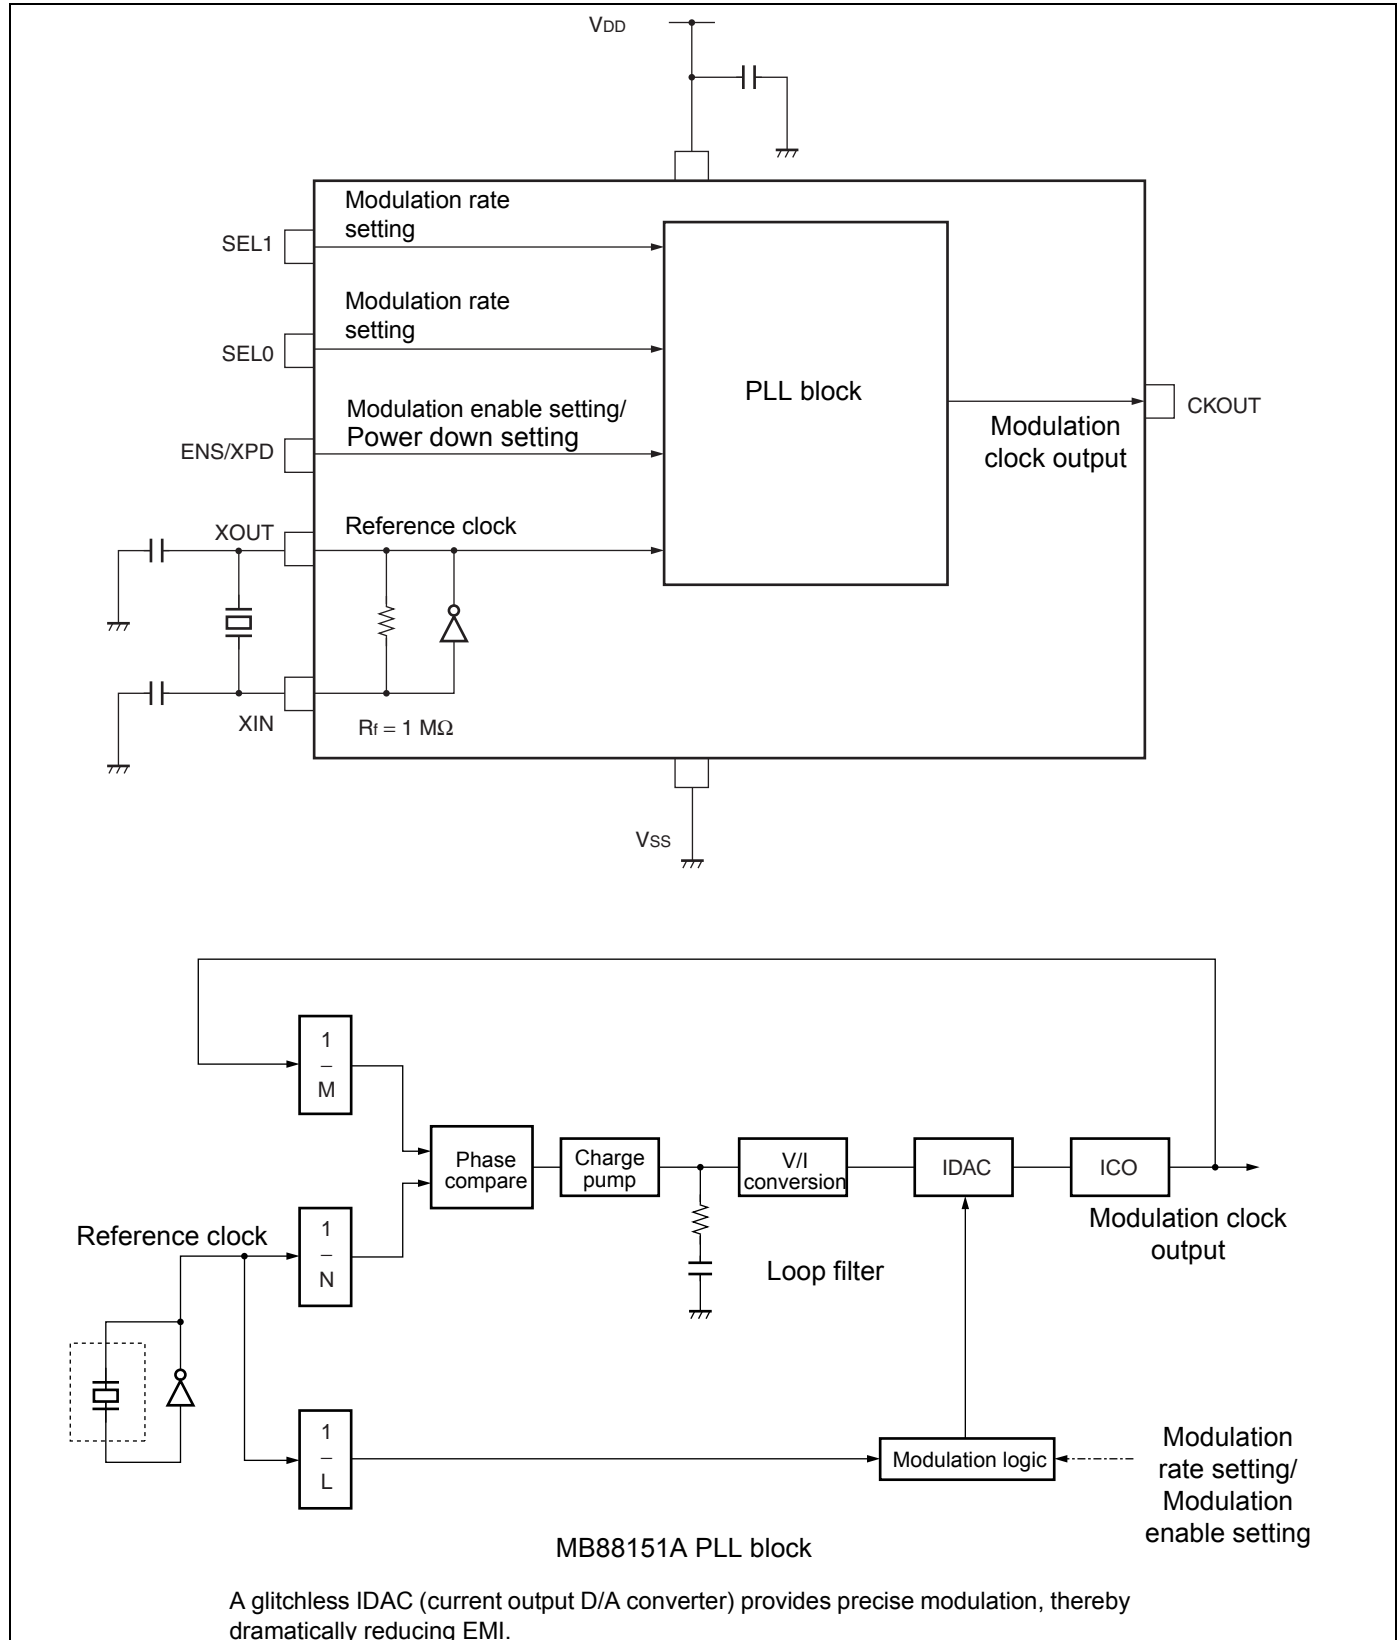 VDD
Modulation rate
setting
SEL1
Modulation rate
setting
SEL0
PLL block
Modulation enable setting/
Power down setting
ENS/XPD
CKOUT
Modulation
clock output
XOUT
Reference clock
XIN
Rf = 1 MΩ
VSS
1
–
M
Phase
compare
Charge
pump
V/I
conversion
IDAC
ICO
Reference clock
1
–
N
Loop filter
Modulation clock
output
1
–
L
Modulation logic
Modulation
rate setting/
Modulation
enable setting
MB88151A PLL block
A glitchless IDAC (current output D/A converter) provides precise modulation, thereby
dramatically reducing EMI.